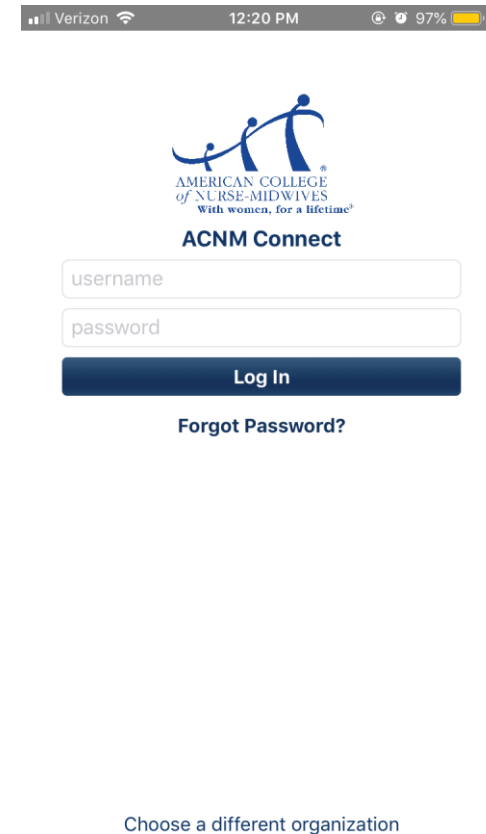 Verizon 12:20 PM 97%
AMERICAN COLLEGE ®
of NURSE-MIDWIVES
With women, for a lifetime®
ACNM Connect
username
password
Log In
Forgot Password?
Choose a different organization